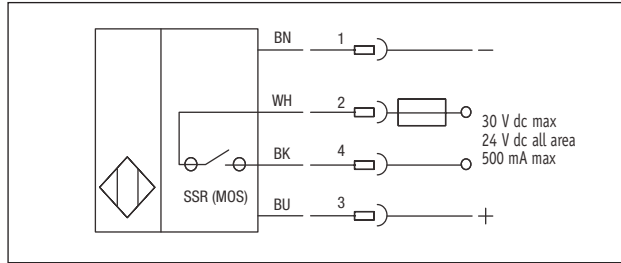 BN 1 −
WH 2
30 V dc max
24 V dc all area
500 mA max
BK 4
SSR (MOS)
BU 3 +